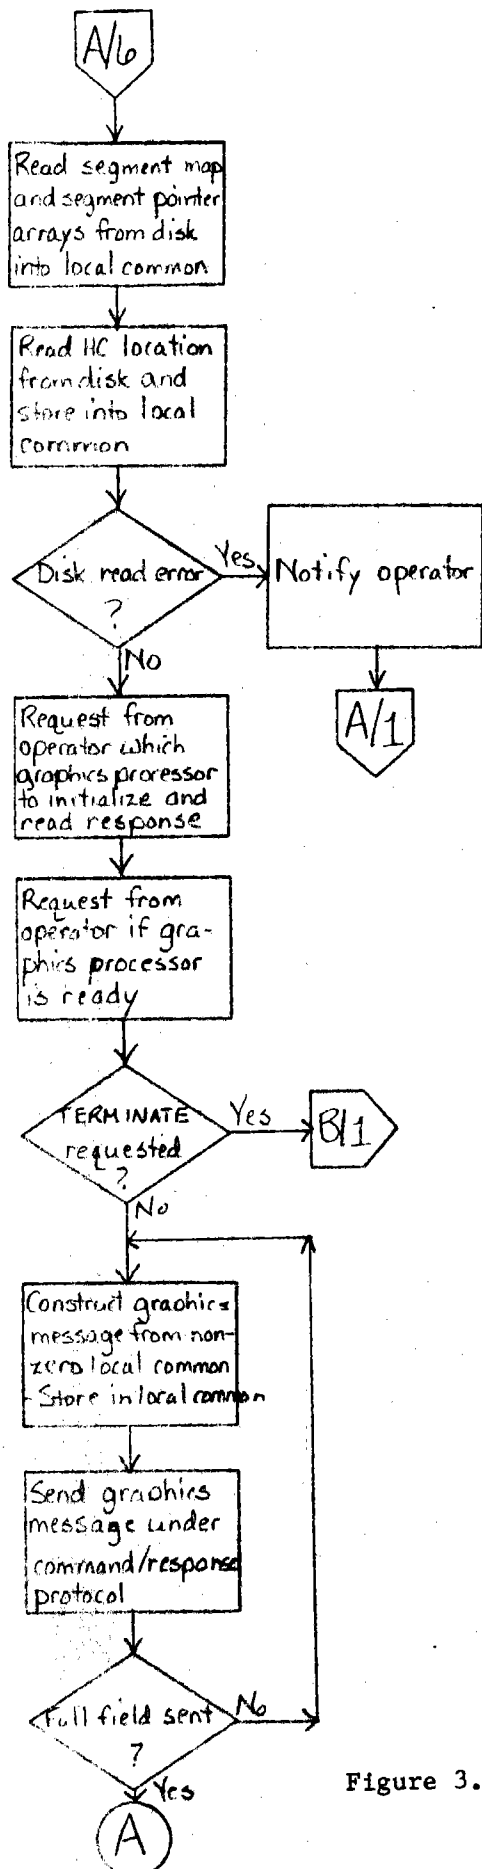 A/6
Read segment map
and segment pointer
arrays from disk
into local common
Read HC location
from disk and
store into local
common
Disk read error
?
Yes
Notify operator
A/1
No
Request from
operator which
graphics processor
to initialize and
read response
Request from
operator if gra-
phics processor
is ready
TERMINATE
requested
?
Yes
B/1
No
Construct graphics
message from non-
zero local common
- Store in local common
Send graphics
message under
command/response
protocol
Full field sent
?
No
Yes
A
Figure 3.